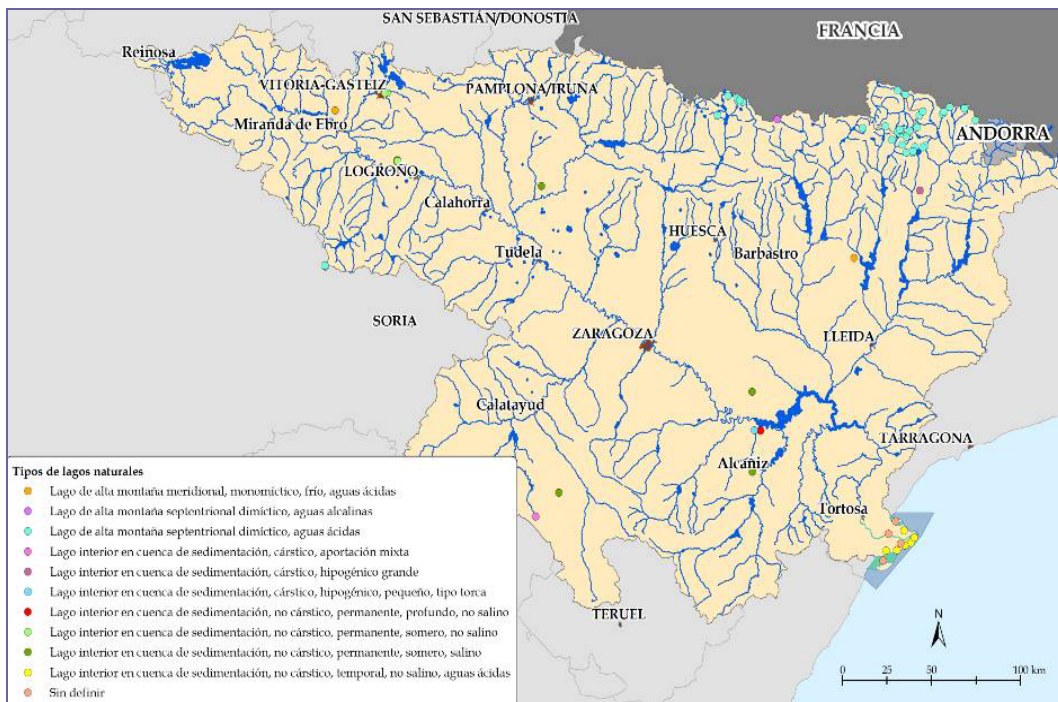 SAN SEBASTIÁN/DONOSTIA
FRANCIA
Reinosa
VITORIA-GASTEIZ
PAMPLONA/IRUNA
Miranda de Ebro
ANDORRA
LOGROÑO
Calahorra
HUESCA
Tudela
Barbastro
SORIA
ZARAGOZA
LLEIDA
Calatayud
TARRAGONA
Alcañiz
Tortosa
TERUEL
Tipos de lagos naturales
Lago de alta montaña meridional, monomíctico, frío, aguas ácidas
Lago de alta montaña septentrional dimíctico, aguas alcalinas
Lago de alta montaña septentrional dimíctico, aguas ácidas
Lago interior en cuenca de sedimentación, cárstico, aportación mixta
Lago interior en cuenca de sedimentación, cárstico, hipogénico grande
Lago interior en cuenca de sedimentación, cárstico, hipogénico, pequeño, tipo torca
Lago interior en cuenca de sedimentación, no cárstico, permanente, profundo, no salino
Lago interior en cuenca de sedimentación, no cárstico, permanente, somero, no salino
Lago interior en cuenca de sedimentación, no cárstico, permanente, somero, salino
Lago interior en cuenca de sedimentación, no cárstico, temporal, no salino, aguas ácidas
Sin definir
N
0 25 50 100 km